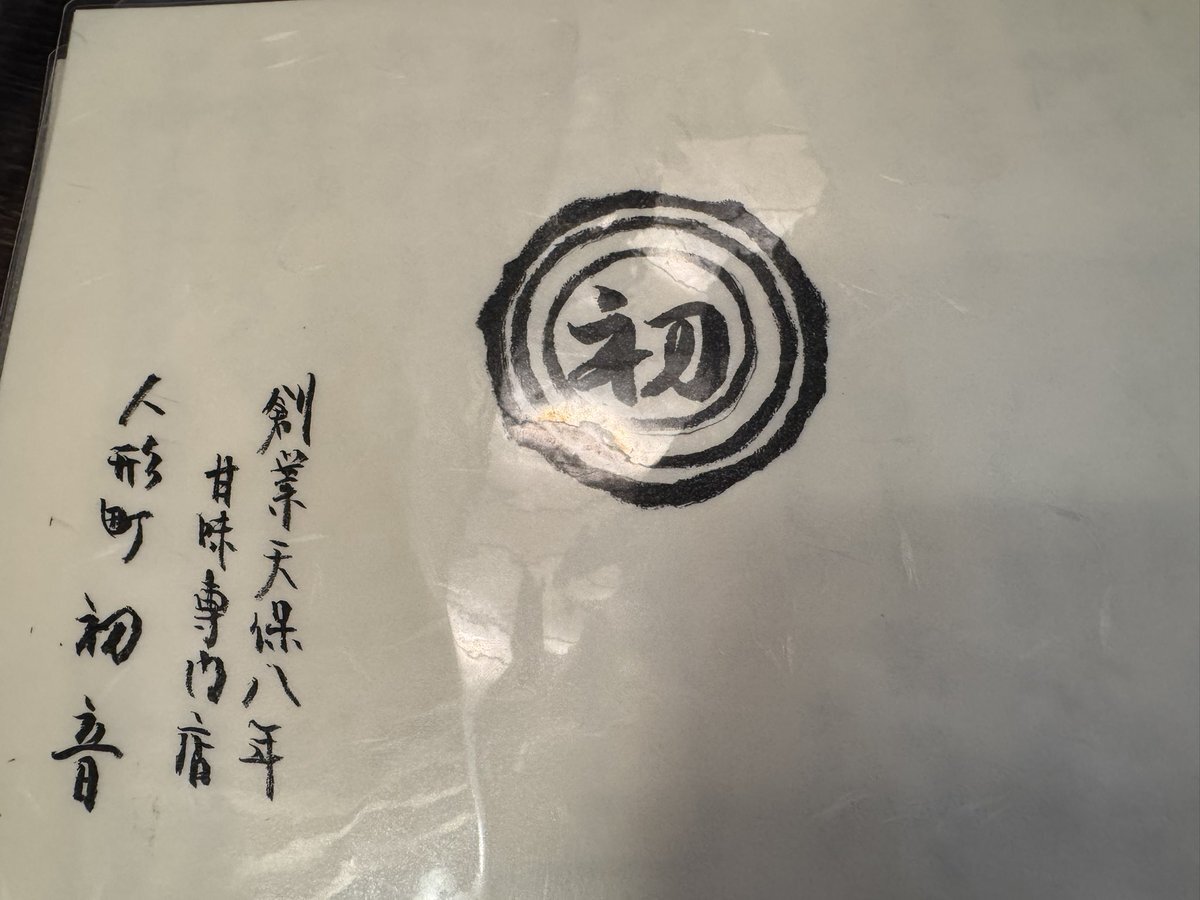 初
創業天保八年
甘味専門店
人形町 初音